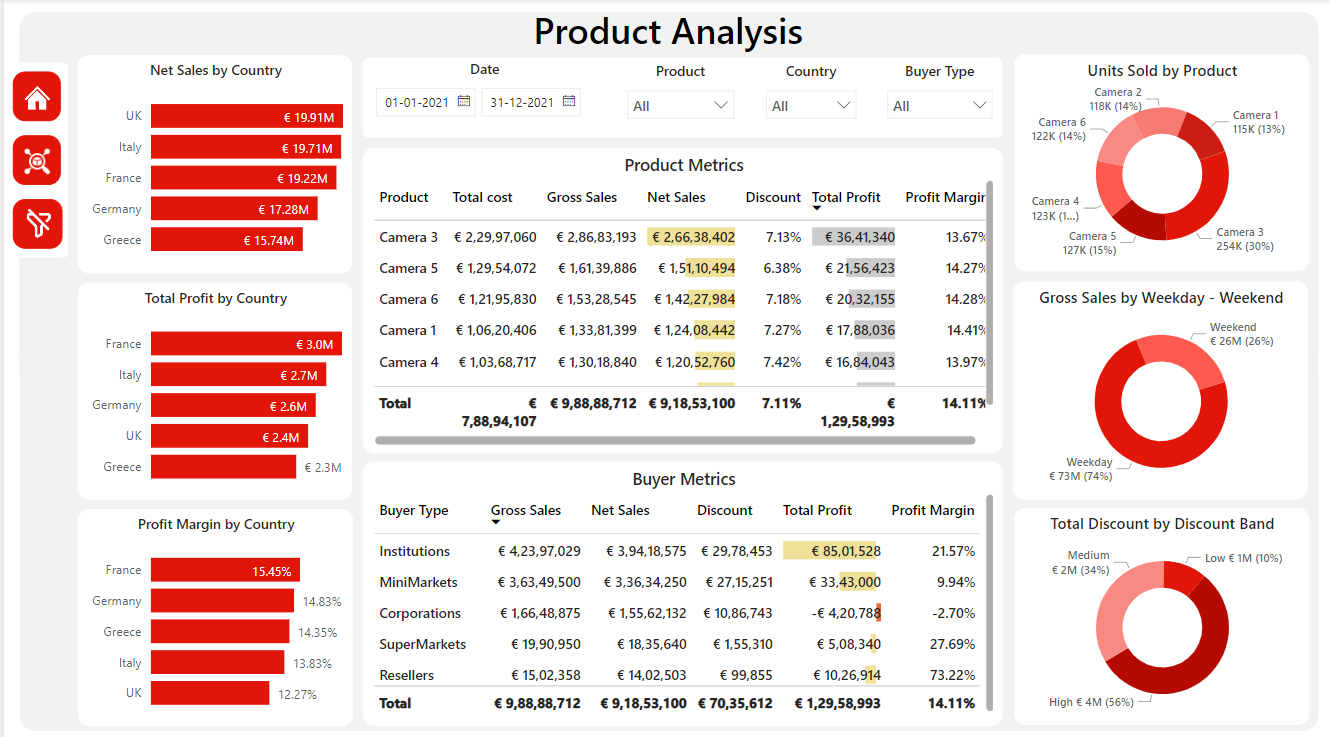 Product Analysis
Net Sales by Country
UK € 19.91M
Italy € 19.71M
France € 19.22M
Germany € 17.28M
Greece € 15.74M
Total Profit by Country
France € 3.0M
Italy € 2.7M
Germany € 2.6M
UK € 2.4M
Greece € 2.3M
Profit Margin by Country
France 15.45%
Germany 14.83%
Greece 14.35%
Italy 13.83%
UK 12.27%
Date Product Country Buyer Type
01-01-2021 31-12-2021 All All All
Product Metrics
Product Total cost Gross Sales Net Sales Discount Total Profit Profit Margin
Camera 3 € 2,29,97,060 € 2,86,83,193 € 2,66,38,402 7.13% € 36,41,340 13.67%
Camera 5 € 1,29,54,072 € 1,61,39,886 € 1,51,10,494 6.38% € 21,56,423 14.27%
Camera 6 € 1,21,95,830 € 1,53,28,545 € 1,42,27,984 7.18% € 20,32,155 14.28%
Camera 1 € 1,06,20,406 € 1,33,81,399 € 1,24,08,442 7.27% € 17,88,036 14.41%
Camera 4 € 1,03,68,717 € 1,30,18,840 € 1,20,52,760 7.42% € 16,84,043 13.97%
Total € € 9,88,88,712 € 9,18,53,100 7.11% € 14.11%
7,88,94,107 1,29,58,993
Buyer Metrics
Buyer Type Gross Sales Net Sales Discount Total Profit Profit Margin
Institutions € 4,23,97,029 € 3,94,18,575 € 29,78,453 € 85,01,528 21.57%
MiniMarkets € 3,63,49,500 € 3,36,34,250 € 27,15,251 € 33,43,000 9.94%
Corporations € 1,66,48,875 € 1,55,62,132 € 10,86,743 -€ 4,20,788 -2.70%
SuperMarkets € 19,90,950 € 18,35,640 € 1,55,310 € 5,08,340 27.69%
Resellers € 15,02,358 € 14,02,503 € 99,855 € 10,26,914 73.22%
Total € 9,88,88,712 € 9,18,53,100 € 70,35,612 € 1,29,58,993 14.11%
Units Sold by Product
Camera 2
118K (14%)
Camera 1
115K (13%)
Camera 6
122K (14%)
Camera 4
123K (1...)
Camera 5
127K (15%)
Camera 3
254K (30%)
Gross Sales by Weekday - Weekend
Weekend
€ 26M (26%)
Weekday
€ 73M (74%)
Total Discount by Discount Band
Medium
€ 2M (34%)
Low € 1M (10%)
High € 4M (56%)